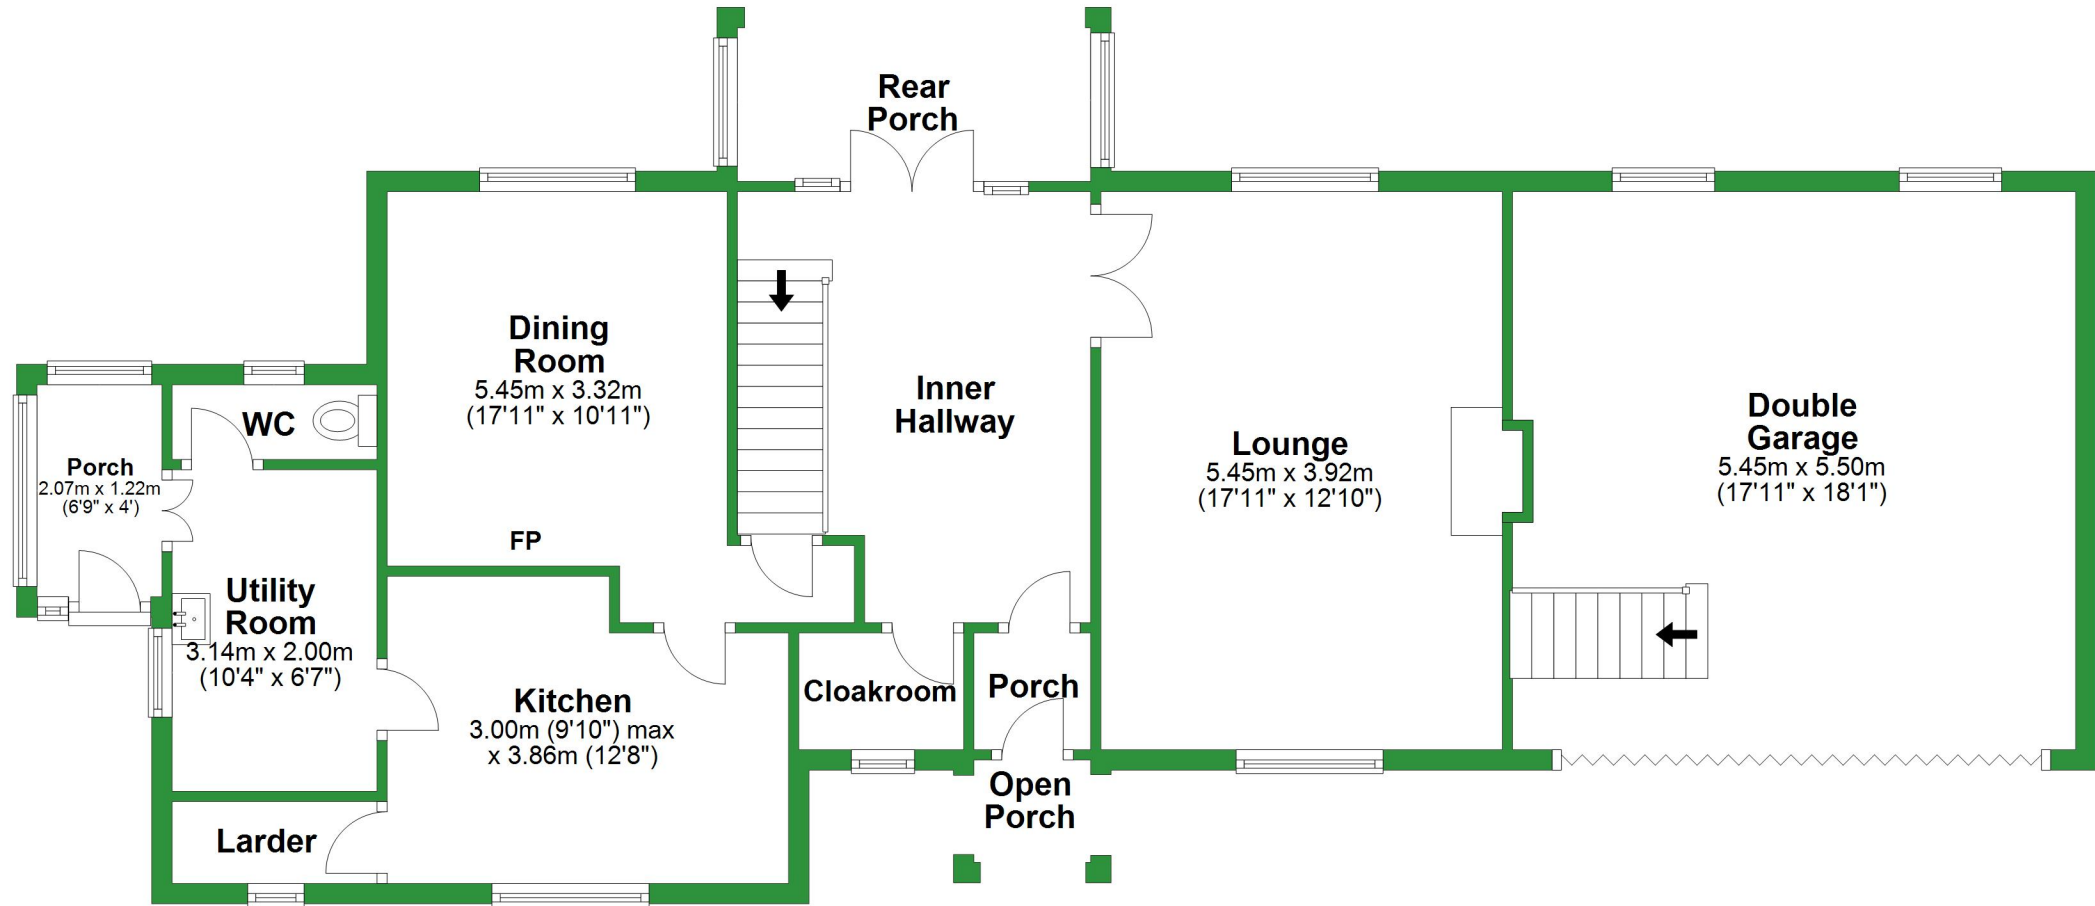 Rear
Porch
Dining
Room
5.45m x 3.32m
(17'11" x 10'11")
Inner
Hallway
Double
Garage
5.45m x 5.50m
(17'11" x 18'1")
WC
Lounge
5.45m x 3.92m
(17'11" x 12'10")
Porch
2.07m x 1.22m
(6'9" x 4')
FP
Utility
Room
3.14m x 2.00m
(10'4" x 6'7")
Kitchen
3.00m (9'10") max
x 3.86m (12'8")
Cloakroom
Porch
Open
Porch
Larder